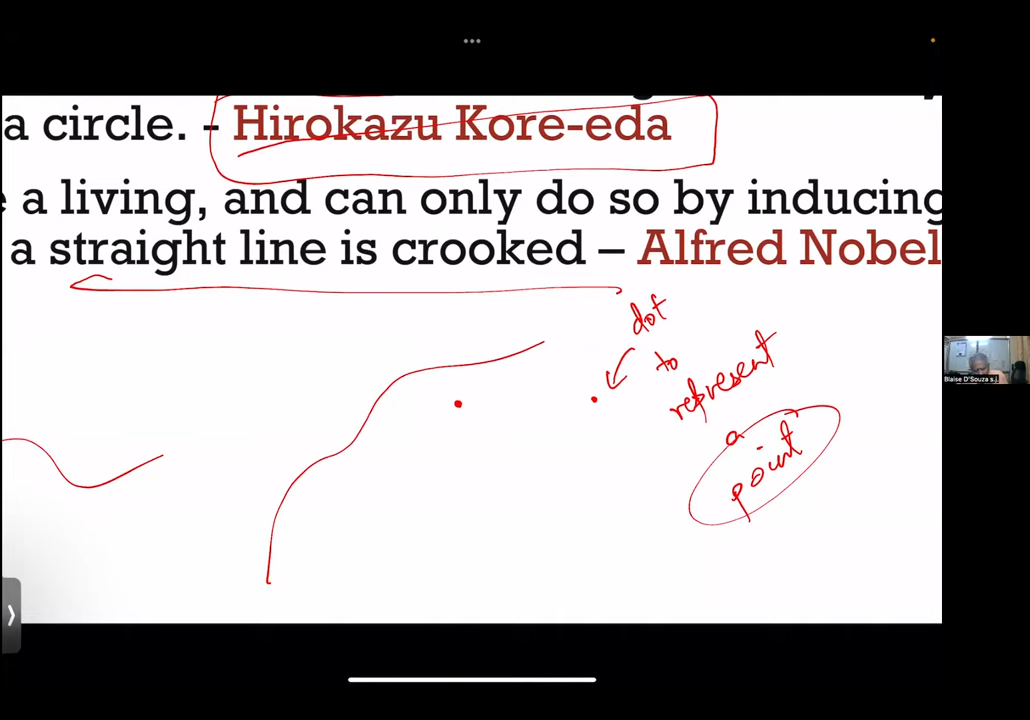 a circle. - Hirokazu Kore-eda
a living, and can only do so by inducing
a straight line is crooked – Alfred Nobel
dot
to
represent
a
point
Blaise D'Souza s.j.